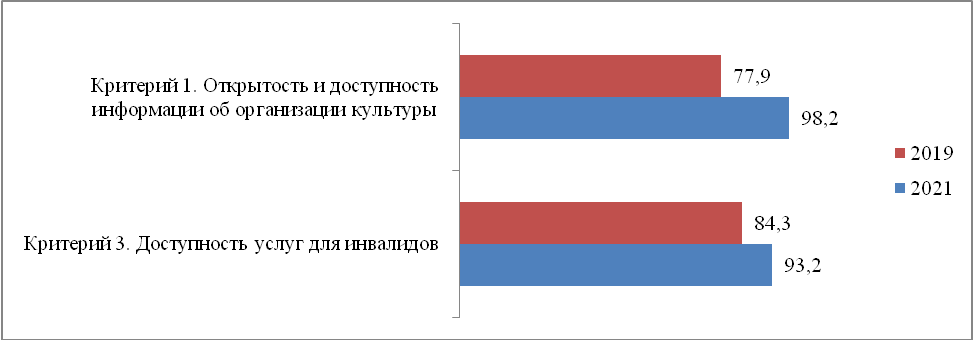 Критерий 1. Открытость и доступность
информации об организации культуры
77,9
98,2
2019
2021
Критерий 3. Доступность услуг для инвалидов
84,3
93,2